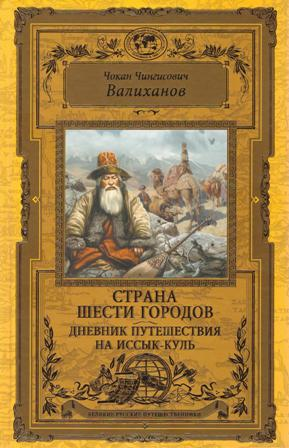 Чокан Чингисович
Валиханов
СТРАНА
ШЕСТИ ГОРОДОВ
ДНЕВНИК ПУТЕШЕСТВИЯ
НА ИССЫК-КУЛЬ
ВЕЛИКИЕ РУССКИЕ ПУТЕШЕСТВЕННИКИ